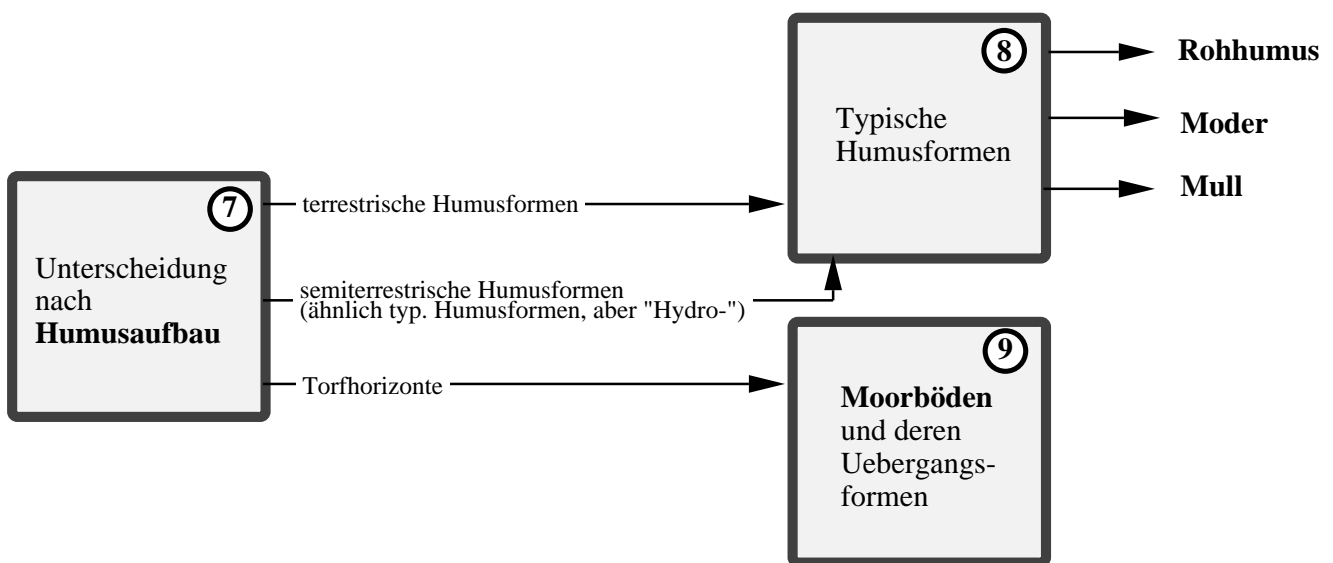 7
Unterscheidung
nach
Humusaufbau
terrestrische Humusformen
semiterrestrische Humusformen
(ähnlich typ. Humusformen, aber "Hydro-")
Torfhorizonte
8
Typische
Humusformen
Rohhumus
Moder
Mull
9
Moorböden
und deren
Uebergangs-
formen